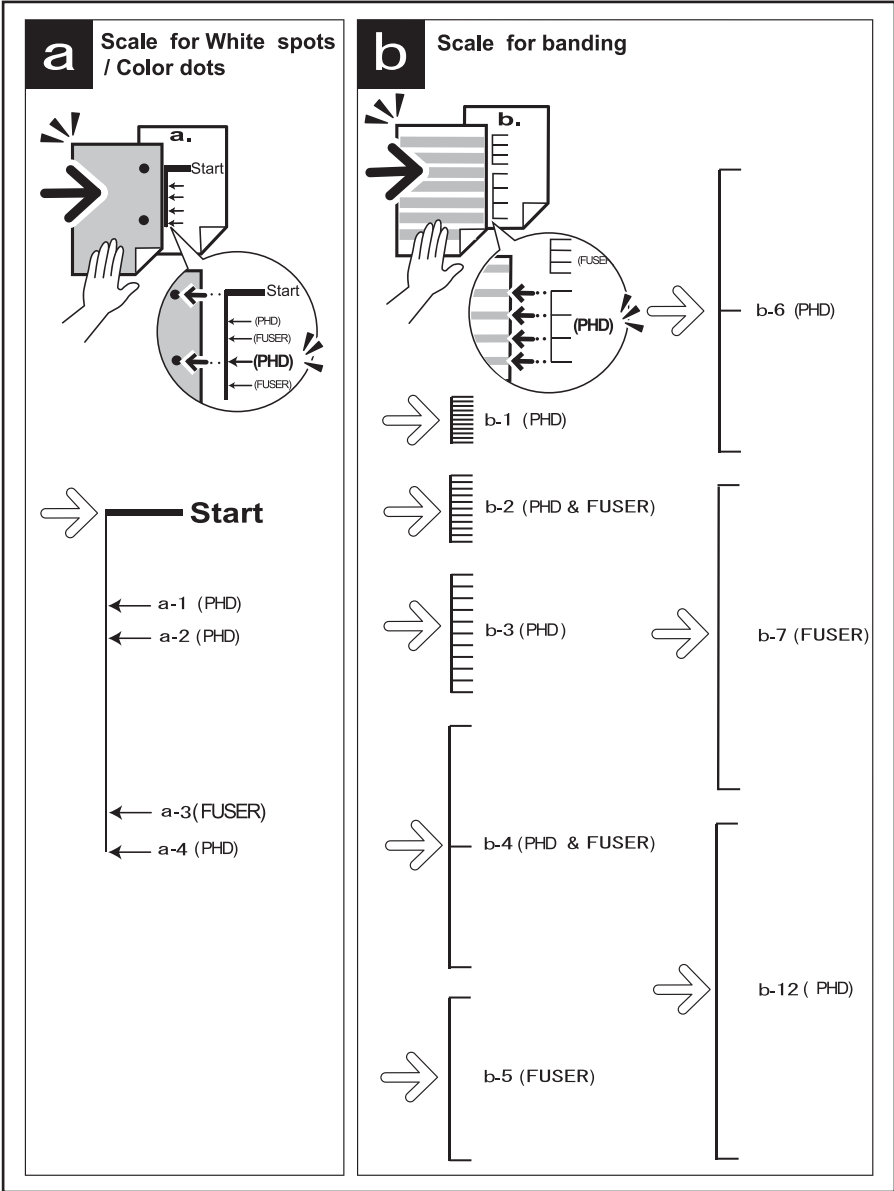 a
Scale for White spots
/ Color dots
a.
Start
Start
(PHD)
(FUSER)
(PHD)
(FUSER)
Start
a-1 (PHD)
a-2 (PHD)
a-3(FUSER)
a-4 (PHD)
b
Scale for banding
b.
(FUSER
(PHD)
b-1 (PHD)
b-2 (PHD & FUSER)
b-3 (PHD)
b-4 (PHD & FUSER)
b-5 (FUSER)
b-6 (PHD)
b-7 (FUSER)
b-12 ( PHD)